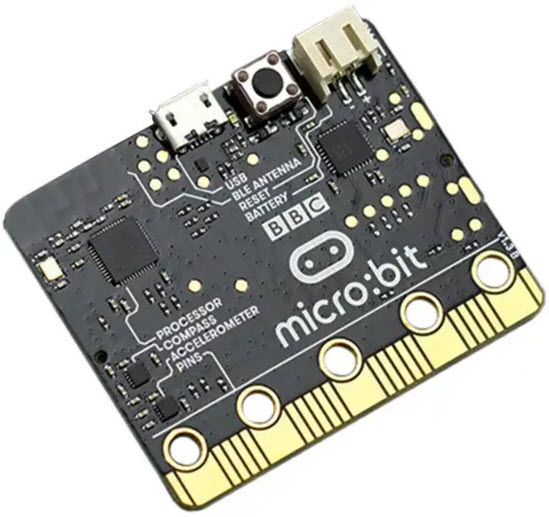 USB
BLE ANTENNA
RESET
BATTERY
BBC
micro:bit
PROCESSOR
COMPASS
ACCELEROMETER
PINS